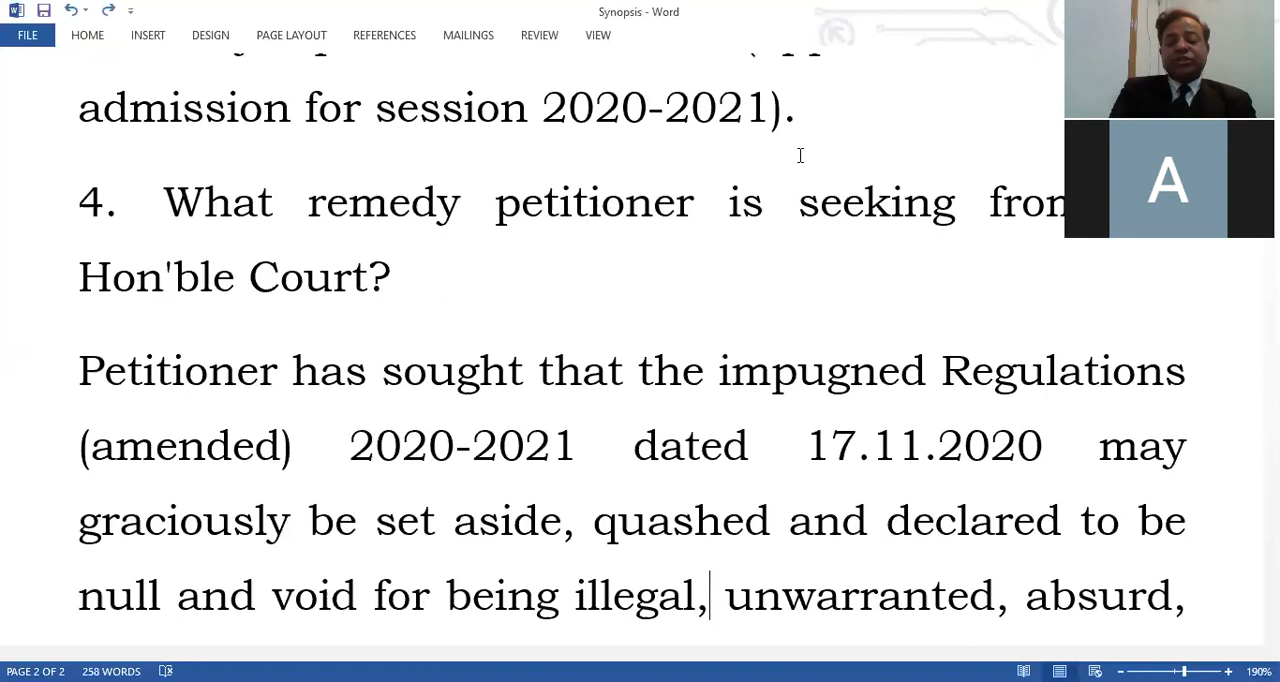 Synopsis - Word
FILE HOME INSERT DESIGN PAGE LAYOUT REFERENCES MAILINGS REVIEW VIEW
admission for session 2020-2021).
4. What remedy petitioner is seeking
Hon'ble Court?
Petitioner has sought that the impugned Regulations
(amended) 2020-2021 dated 17.11.2020 may
graciously be set aside, quashed and declared to be
null and void for being illegal, unwarranted, absurd,
A
PAGE 2 OF 2 258 WORDS 190%